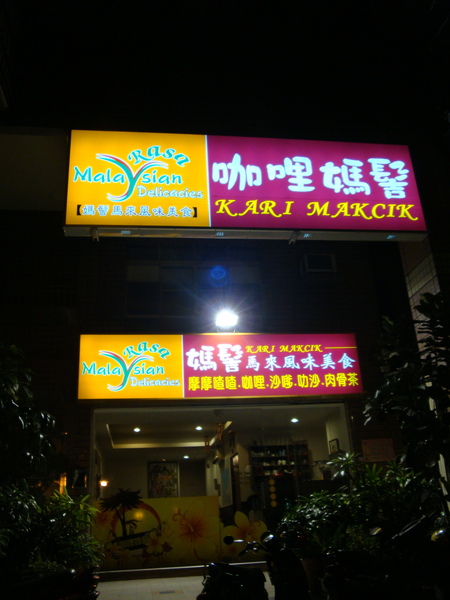 Rasa
Malaysian
Delicacies
【媽髻馬來風味美食】
咖哩媽髻
KARI MAKCIK
Rasa
Malaysian
Delicacies
媽髻
KARI MAKCIK
馬來風味美食
摩摩喳喳.咖哩.沙嗲.叻沙.肉骨茶